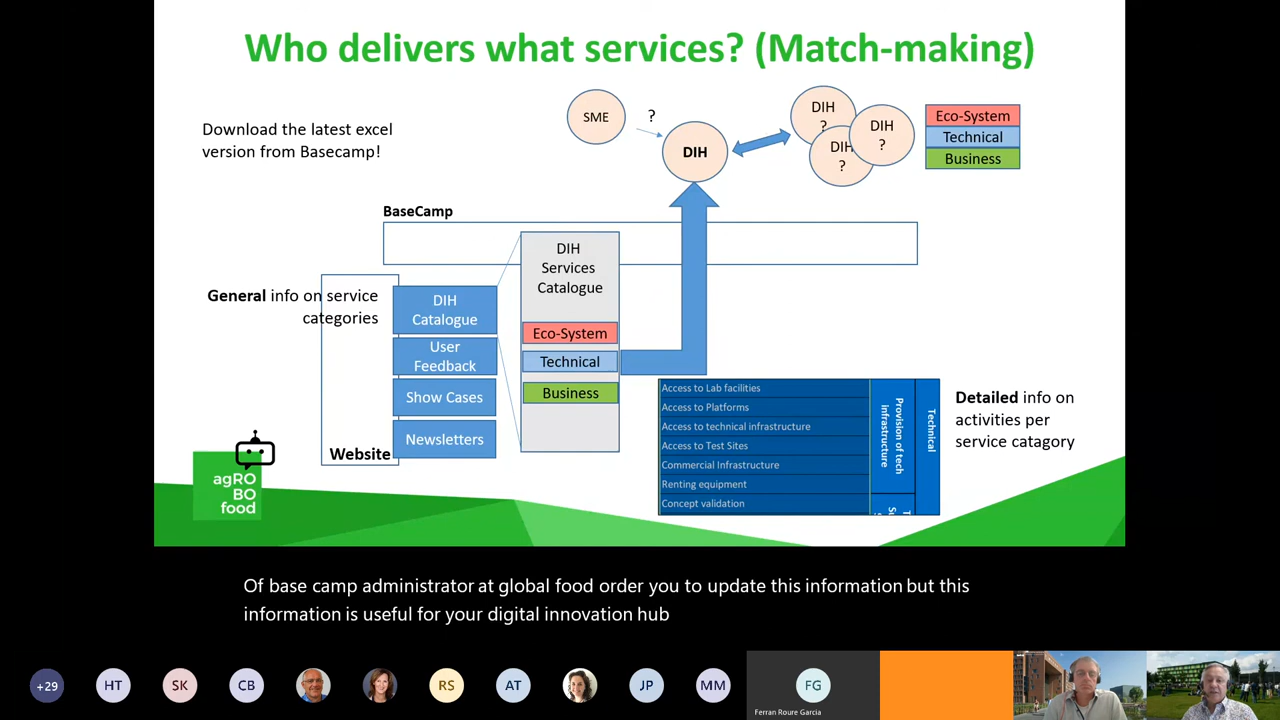 Who delivers what services? (Match-making)
Download the latest excel
version from Basecamp!
SME
?
DIH
DIH
?
DIH
?
DIH
?
Eco-System
Technical
Business
BaseCamp
DIH
Services
Catalogue
Eco-System
Technical
Business
General info on service
categories
DIH
Catalogue
User
Feedback
Show Cases
Newsletters
Website
Access to Lab facilities
Access to Platforms
Access to technical infrastructure
Access to Test Sites
Commercial Infrastructure
Renting equipment
Concept validation
Provision of tech
infrastructure
Technical
T
Su
Detailed info on
activities per
service catagory
agRO
BO
food
Of base camp administrator at global food order you to update this information but this
information is useful for your digital innovation hub
+29
HT
SK
CB
RS
AT
JP
MM
FG
Ferran Roure Garcia